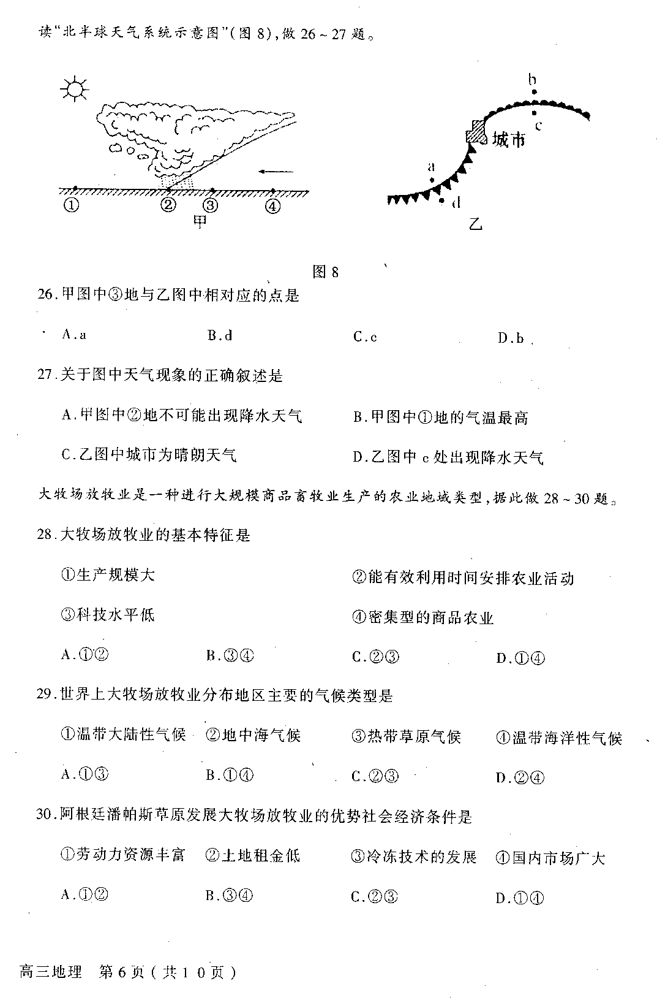 读“北半球天气系统示意图”(图8),做26~27题。
b
c
城市
a
d
① ② ③ ④
甲
乙
图8
26.甲图中③地与乙图中相对应的点是
A.a B.d C.c D.b
27.关于图中天气现象的正确叙述是
A.甲图中②地不可能出现降水天气 B.甲图中①地的气温最高
C.乙图中城市为晴朗天气 D.乙图中c处出现降水天气
大牧场放牧业是一种进行大规模商品畜牧业生产的农业地域类型,据此做28~30题。
28.大牧场放牧业的基本特征是
①生产规模大 ②能有效利用时间安排农业活动
③科技水平低 ④密集型的商品农业
A.①② B.③④ C.②③ D.①④
29.世界上大牧场放牧业分布地区主要的气候类型是
①温带大陆性气候 ②地中海气候 ③热带草原气候 ④温带海洋性气候
A.①③ B.①④ C.②③ D.②④
30.阿根廷潘帕斯草原发展大牧场放牧业的优势社会经济条件是
①劳动力资源丰富 ②土地租金低 ③冷冻技术的发展 ④国内市场广大
A.①② B.③④ C.②③ D.①④
高三地理 第6页(共10页)